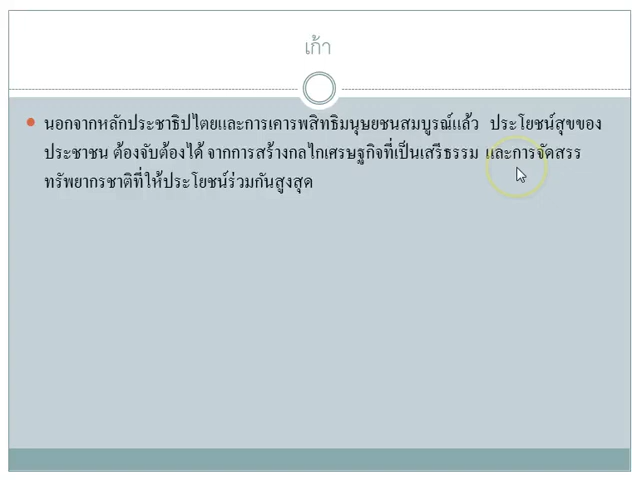 เก้า
นอกจากหลักประชาธิปไตยและการเคารพสิทธิมนุษยชนสมบูรณ์แล้ว ประโยชน์สุขของ
ประชาชน ต้องจับต้องได้ จากการสร้างกลไกเศรษฐกิจที่เป็นเสรีธรรม และการจัดสรร
ทรัพยากรชาติที่ให้ประโยชน์ร่วมกันสูงสุด